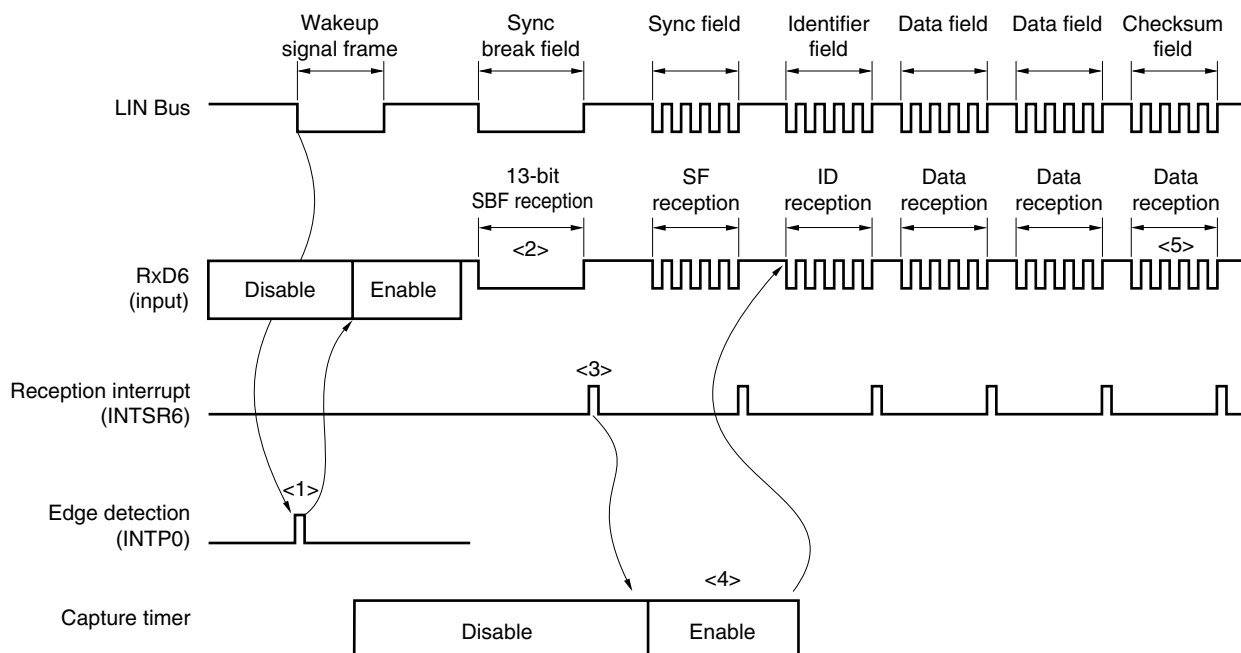 Wakeup
signal frame
Sync
break field
Sync field
Identifier
field
Data field
Data field
Checksum
field
LIN Bus
13-bit
SBF reception
SF
reception
ID
reception
Data
reception
Data
reception
Data
reception
<2>
<5>
RxD6
(input)
Disable
Enable
Reception interrupt
(INTSR6)
<3>
Edge detection
(INTP0)
<1>
Capture timer
Disable
Enable
<4>